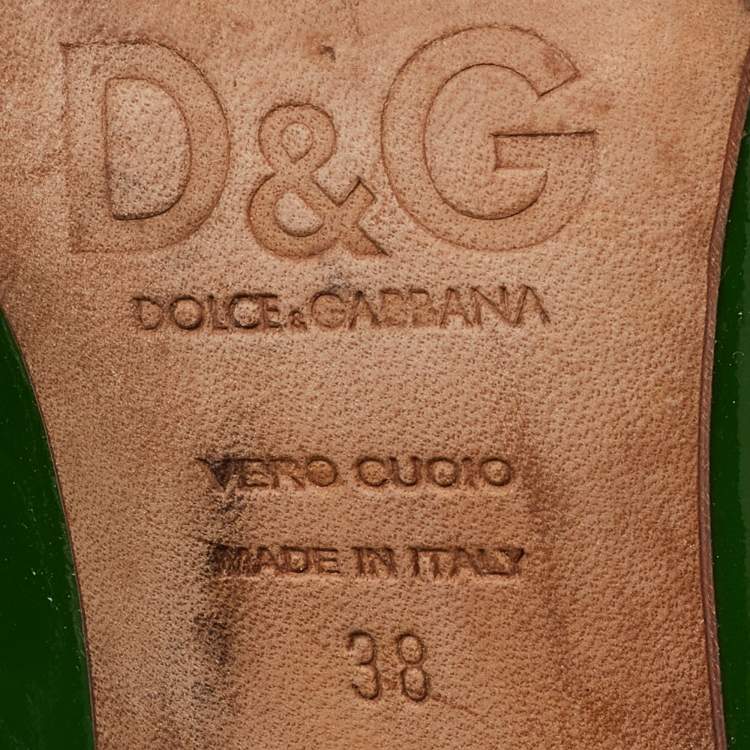 D&G
DOLCE&GABBANA
VERO CUOIO
MADE IN ITALY
38